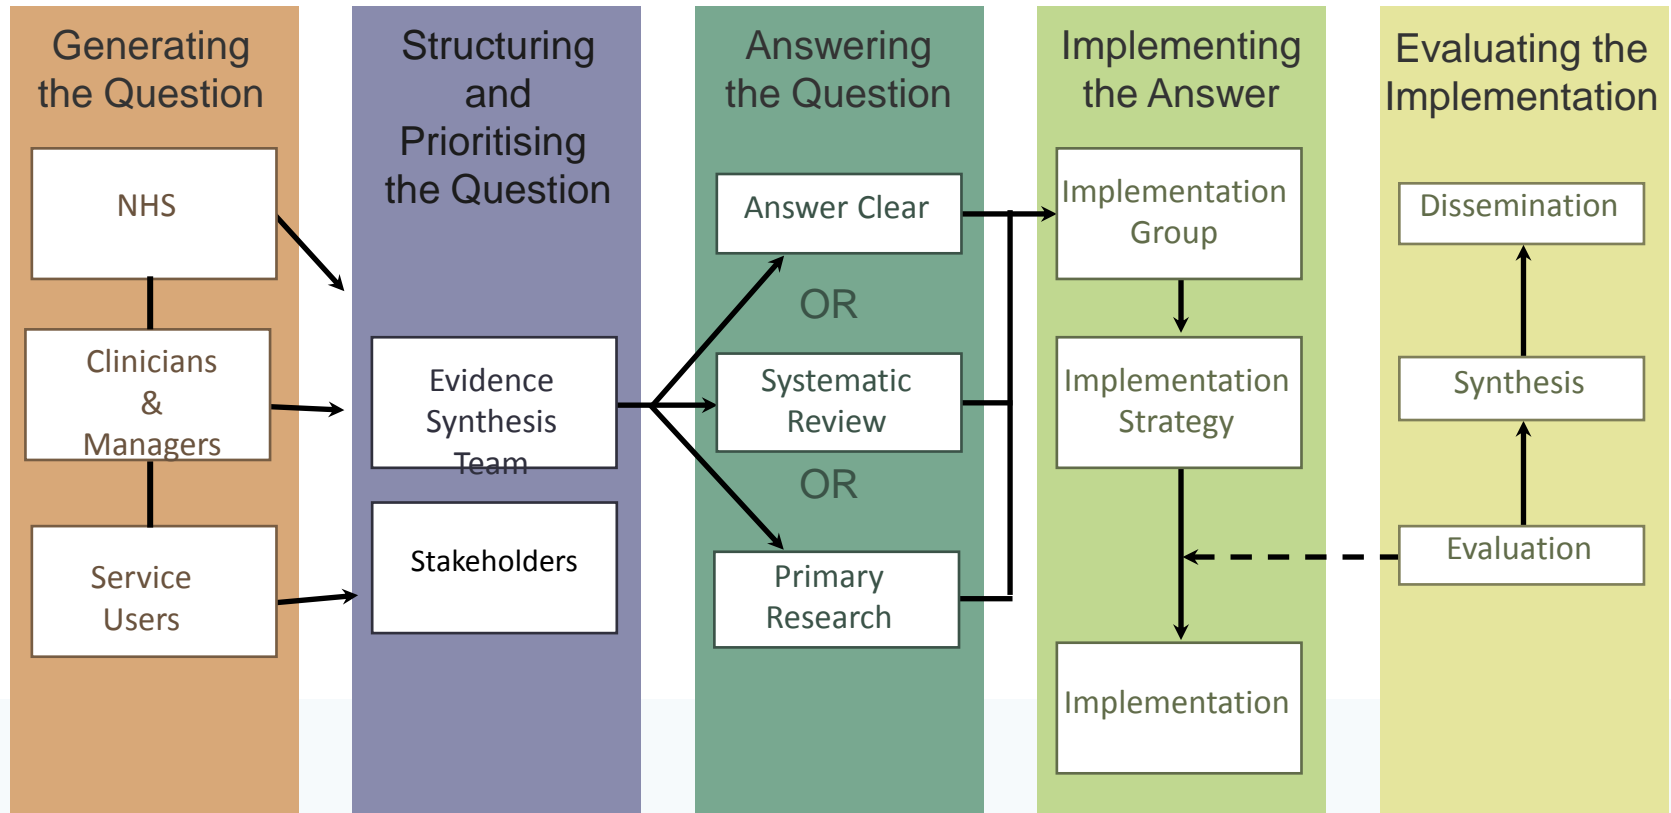 Generating
the Question
NHS
Clinicians
&
Managers
Service
Users
Structuring
and
Prioritising
the Question
Evidence
Synthesis
Team
Stakeholders
Answering
the Question
Answer Clear
OR
Systematic
Review
OR
Primary
Research
Implementing
the Answer
Implementation
Group
Implementation
Strategy
Implementation
Evaluating the
Implementation
Dissemination
Synthesis
Evaluation